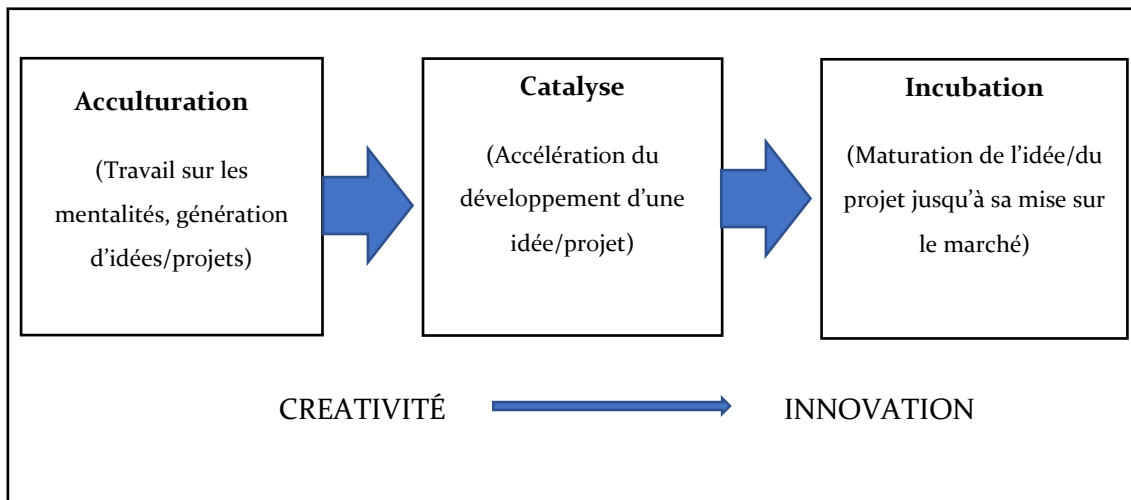 Acculturation
(Travail sur les
mentalités, génération
d'idées/projets)
Catalyse
(Accélération du
développement d'une
idée/projet)
Incubation
(Maturation de l'idée/du
projet jusqu'à sa mise sur
le marché)
CREATIVITÉ
INNOVATION